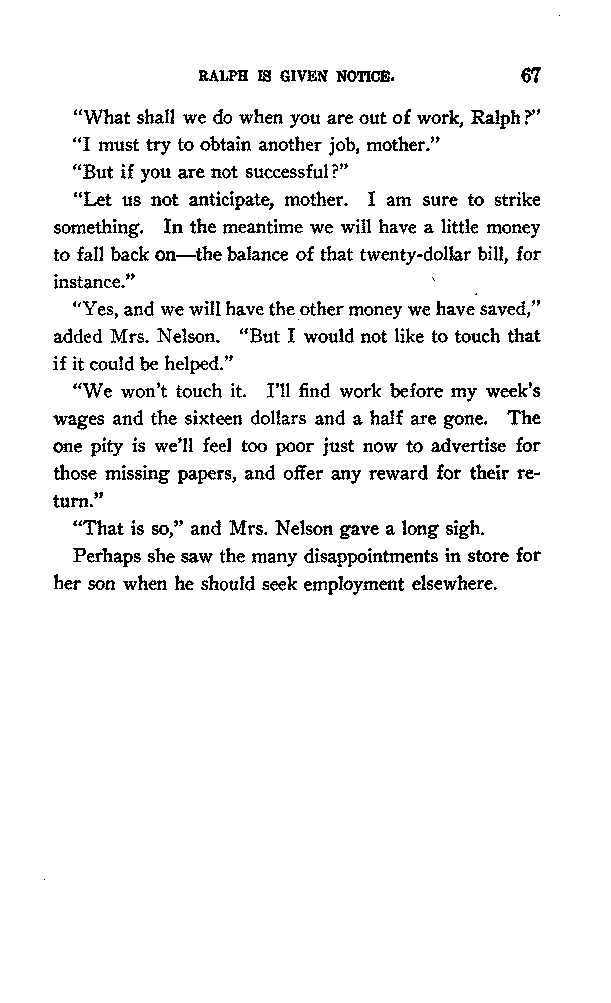 RALPH IS GIVEN NOTICE. 67
“What shall we do when you are out of work, Ralph?”
“I must try to obtain another job, mother.”
“But if you are not successful?”
“Let us not anticipate, mother. I am sure to strike
something. In the meantime we will have a little money
to fall back on—the balance of that twenty-dollar bill, for
instance.”
“Yes, and we will have the other money we have saved,”
added Mrs. Nelson. “But I would not like to touch that
if it could be helped.”
“We won’t touch it. I’ll find work before my week’s
wages and the sixteen dollars and a half are gone. The
one pity is we’ll feel too poor just now to advertise for
those missing papers, and offer any reward for their re-
turn.”
“That is so,” and Mrs. Nelson gave a long sigh.
Perhaps she saw the many disappointments in store for
her son when he should seek employment elsewhere.